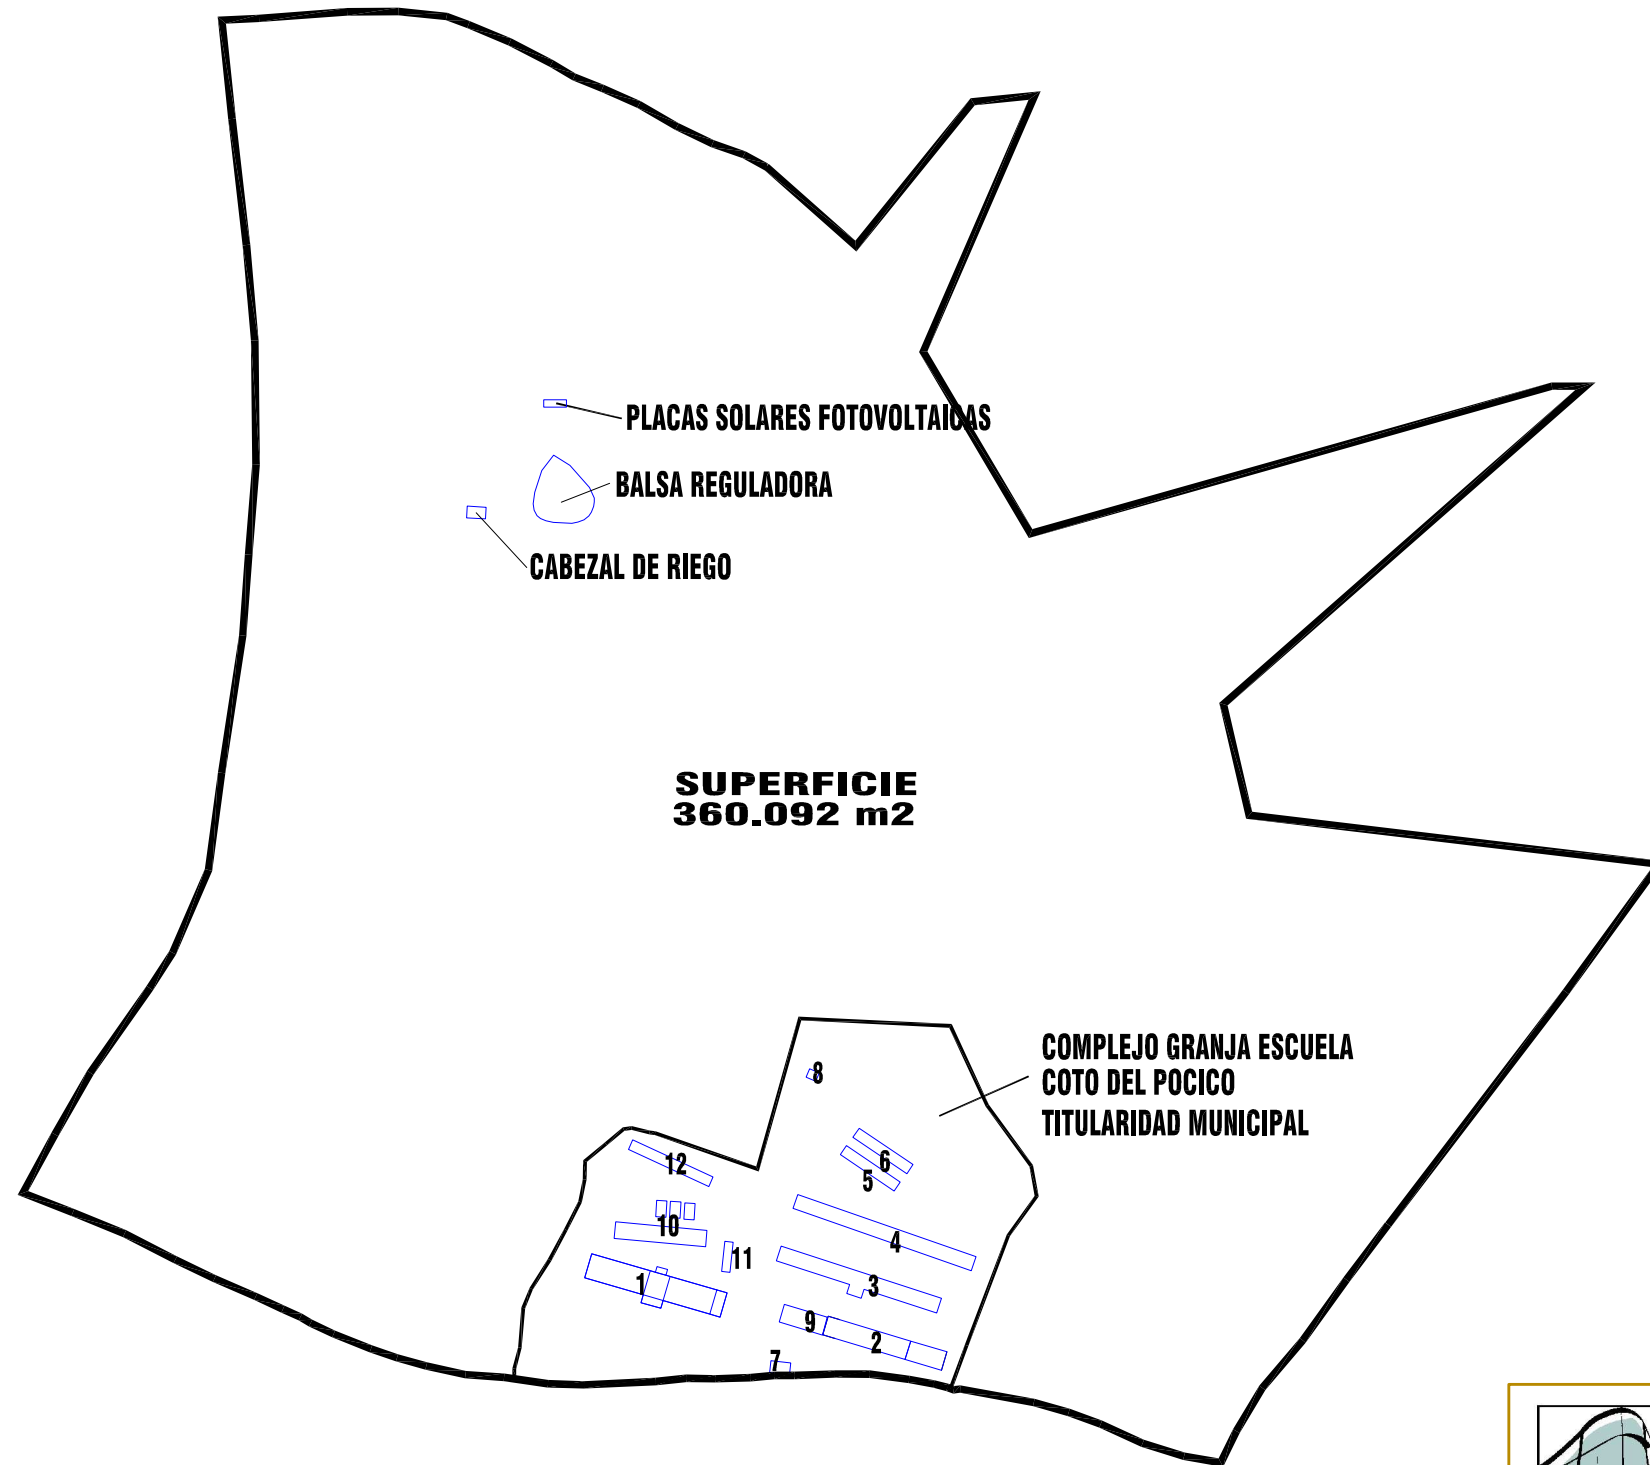 PLACAS SOLARES FOTOVOLTAICAS
BALSA REGULADORA
CABEZAL DE RIEGO
SUPERFICIE
360.092 m2
COMPLEJO GRANJA ESCUELA
COTO DEL POCICO
TITULARIDAD MUNICIPAL
8
12
6
5
10
4
11
1
3
9
2
7